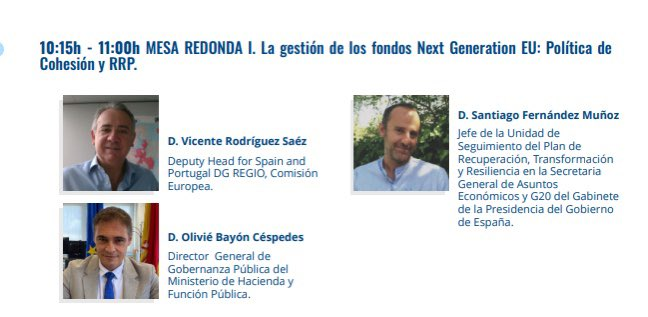 10:15h - 11:00h MESA REDONDA I. La gestión de los fondos Next Generation EU: Política de
Cohesión y RRP.
D. Vicente Rodríguez Saéz
Deputy Head for Spain and
Portugal DG REGIO, Comisión
Europea.
D. Olivié Bayón Céspedes
Director General de
Gobernanza Pública del
Ministerio de Hacienda y
Función Pública.
D. Santiago Fernández Muñoz
Jefe de la Unidad de
Seguimiento del Plan de
Recuperación, Transformación
y Resiliencia en la Secretaria
General de Asuntos
Económicos y G20 del Gabinete
de la Presidencia del Gobierno
de España.